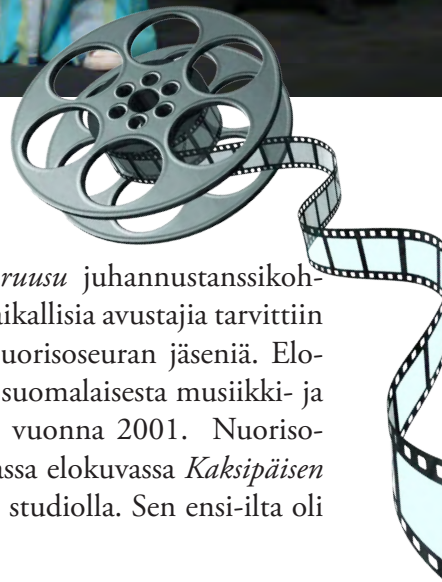 ruusu juhannustanssikoh-
aikallisia avustajia tarvittiin
uorisoseuran jäseniä. Elo-
suomalaisesta musiikki- ja
vuonna 2001. Nuoriso-
assa elokuvassa Kaksipäisen
studiolla. Sen ensi-ilta oli